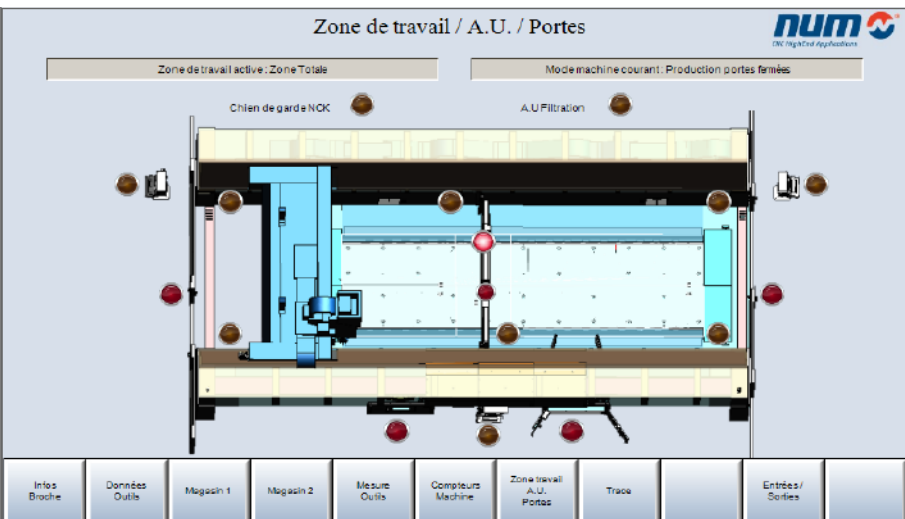 Zone de travail / A.U. / Portes
num
CNC HighEnd Applications
Zone de travail active : Zone Totale
Mode machine courant : Production portes fermées
Chien de garde NCK
A.U Filtration
Infos
Broche
Données
Outils
Magasin 1
Magasin 2
Mesure
Outils
Compteurs
Machine
Zone travail
A.U.
Portes
Trace
Entrées /
Sorties